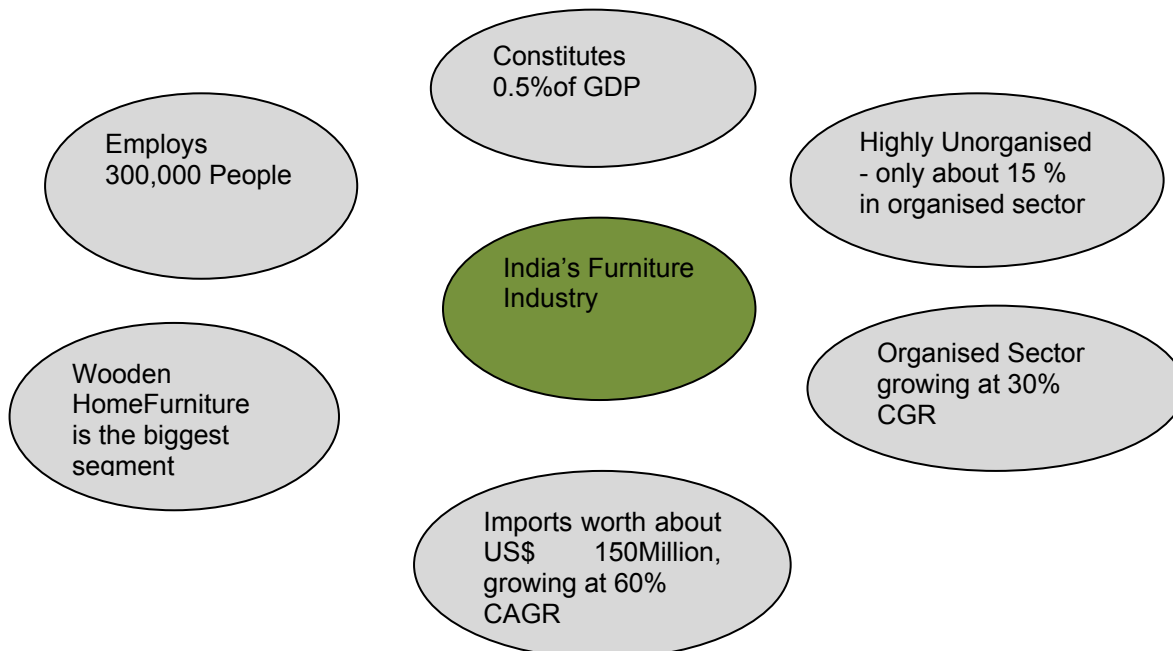 Constitutes
0.5%of GDP
Employs
300,000 People
Highly Unorganised
- only about 15 %
in organised sector
India’s Furniture
Industry
Wooden
HomeFurniture
is the biggest
segment
Organised Sector
growing at 30%
CGR
Imports worth about
US$ 150Million,
growing at 60%
CAGR